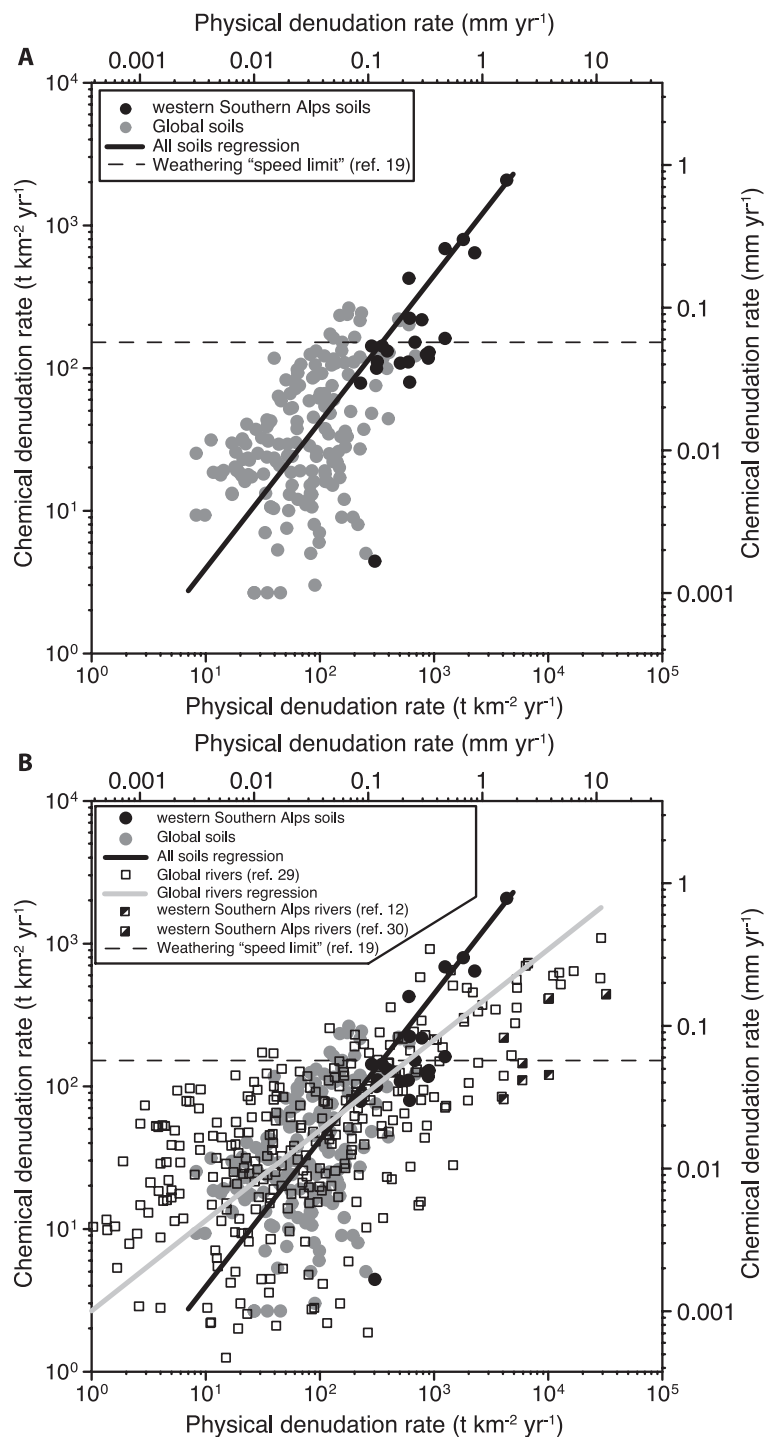 Physical denudation rate (mm yr⁻¹)
0.001 0.01 0.1 1 10
A
10⁴
western Southern Alps soils
Global soils
All soils regression
Weathering “speed limit” (ref. 19)
1
10³
0.1
10²
0.01
10¹
0.001
10⁰
Chemical denudation rate (t km⁻² yr⁻¹)
Chemical denudation rate (mm yr⁻¹)
10⁰ 10¹ 10² 10³ 10⁴ 10⁵
Physical denudation rate (t km⁻² yr⁻¹)
Physical denudation rate (mm yr⁻¹)
B
0.001 0.01 0.1 1 10
10⁴
western Southern Alps soils
Global soils
All soils regression
Global rivers (ref. 29)
Global rivers regression
western Southern Alps rivers (ref. 12)
western Southern Alps rivers (ref. 30)
Weathering “speed limit” (ref. 19)
1
10³
0.1
10²
0.01
10¹
0.001
10⁰
Chemical denudation rate (t km⁻² yr⁻¹)
Chemical denudation rate (mm yr⁻¹)
10⁰ 10¹ 10² 10³ 10⁴ 10⁵
Physical denudation rate (t km⁻² yr⁻¹)